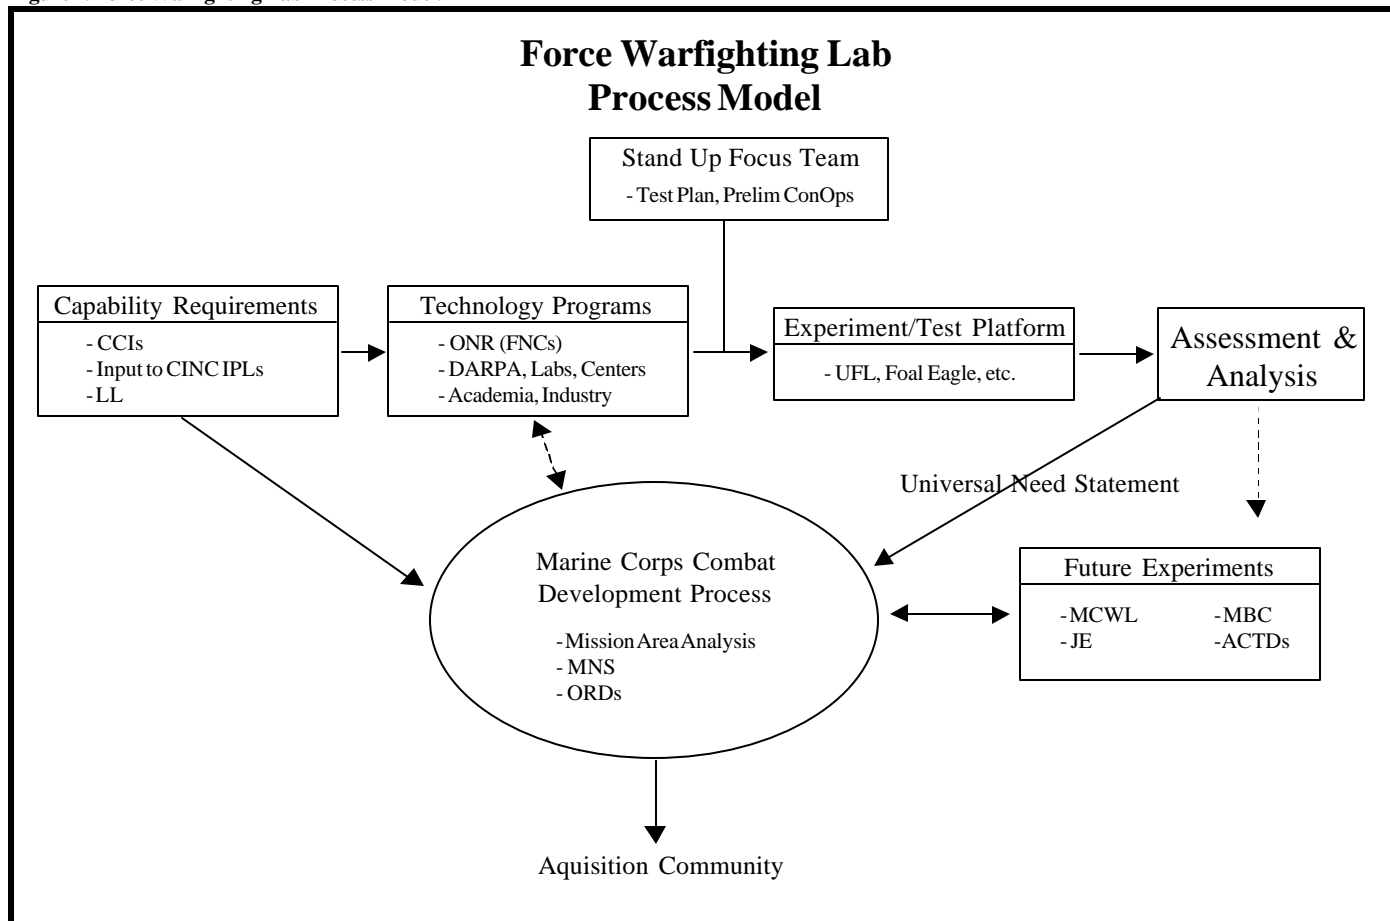 Force Warfighting Lab
Process Model
Stand Up Focus Team
- Test Plan, Prelim ConOps
Capability Requirements
- CCIs
- Input to CINC IPLs
- LL
Technology Programs
- ONR (FNCs)
- DARPA, Labs, Centers
- Academia, Industry
Experiment/Test Platform
- UFL, Foal Eagle, etc.
Assessment &
Analysis
Universal Need Statement
Marine Corps Combat
Development Process
- Mission Area Analysis
- MNS
- ORDs
Future Experiments
- MCWL
- MBC
- JE
- ACTDs
Aquisition Community